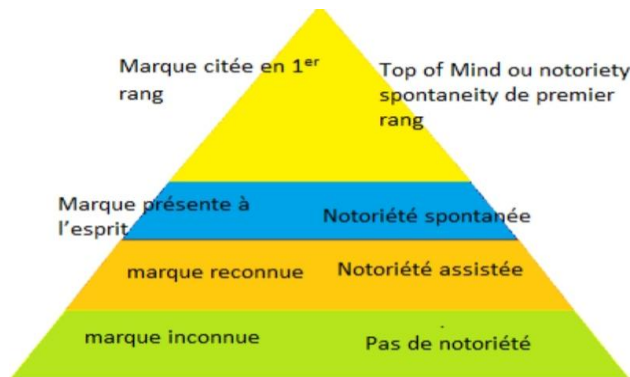 Marque citée en 1er
rang
Top of Mind ou notoriety
spontaneity de premier
rang
Marque présente à
l'esprit
Notoriété spontanée
marque reconnue
Notoriété assistée
marque inconnue
Pas de notoriété